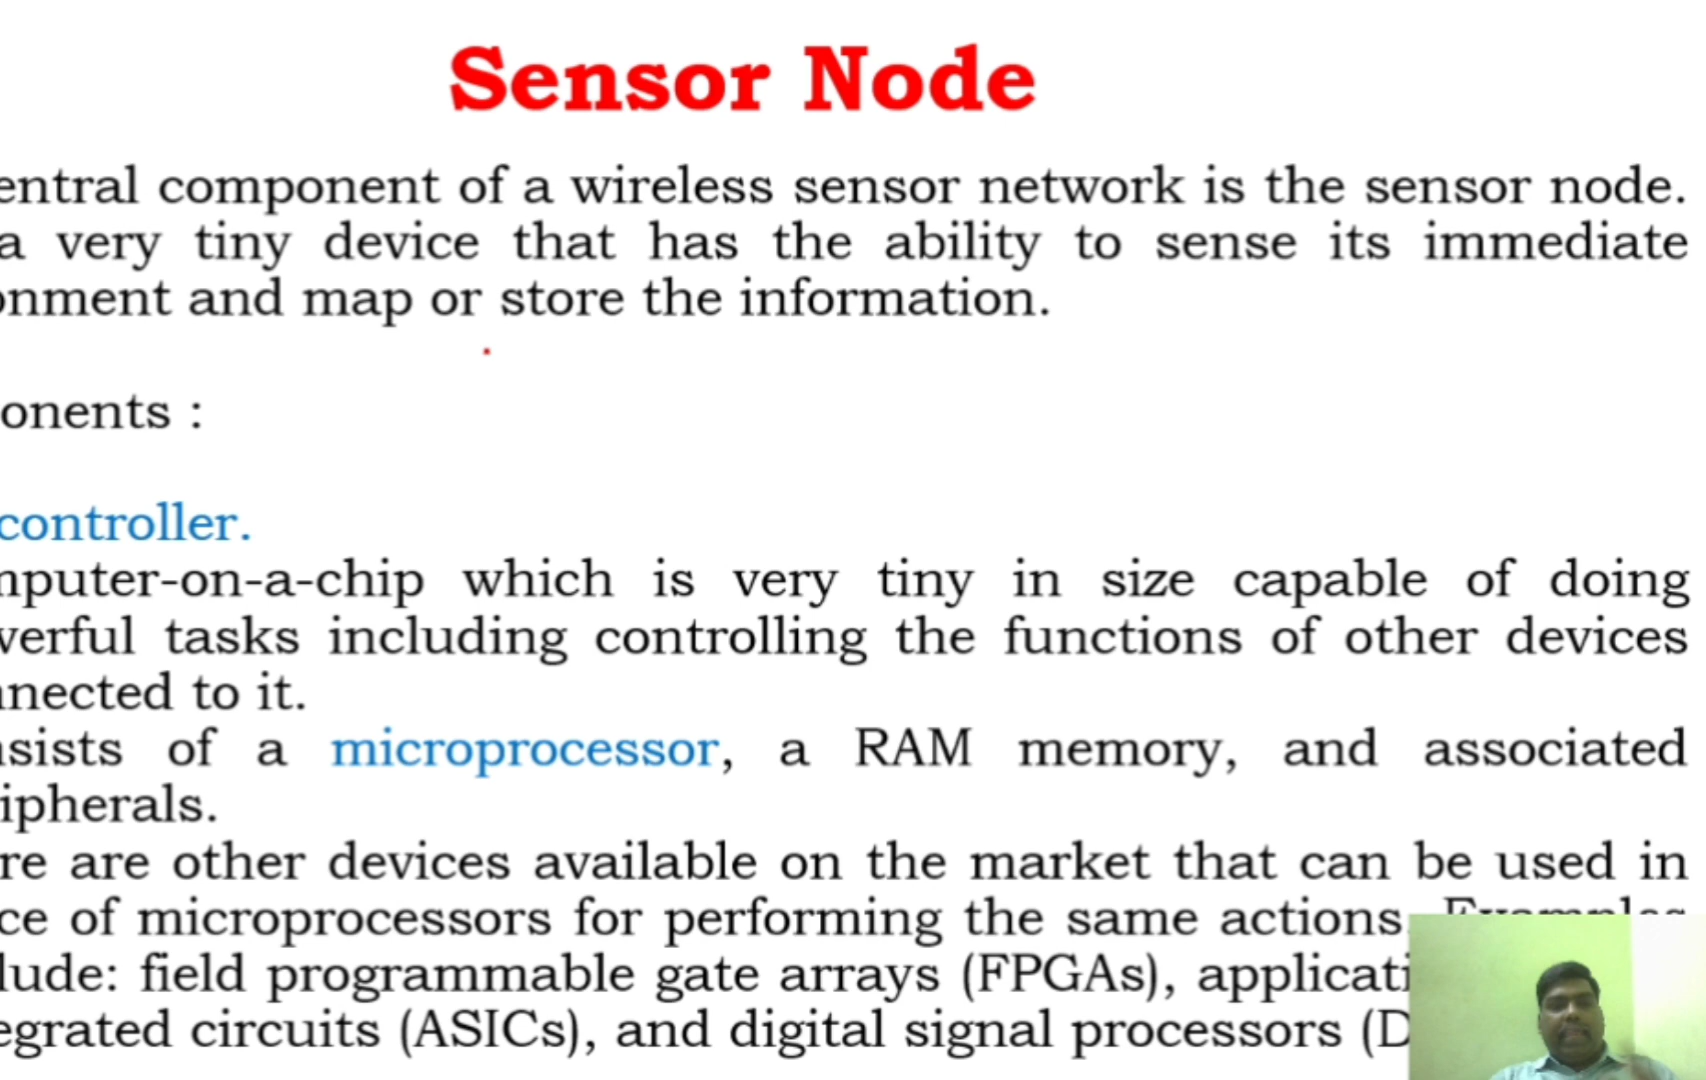 Sensor Node
entral component of a wireless sensor network is the sensor node.
a very tiny device that has the ability to sense its immediate
onment and map or store the information.
onents :
controller.
mputer-on-a-chip which is very tiny in size capable of doing
werful tasks including controlling the functions of other devices
nnected to it.
nsists of a microprocessor, a RAM memory, and associated
ipherals.
re are other devices available on the market that can be used in
ce of microprocessors for performing the same actions. Examples
lude: field programmable gate arrays (FPGAs), applicati
egrated circuits (ASICs), and digital signal processors (D